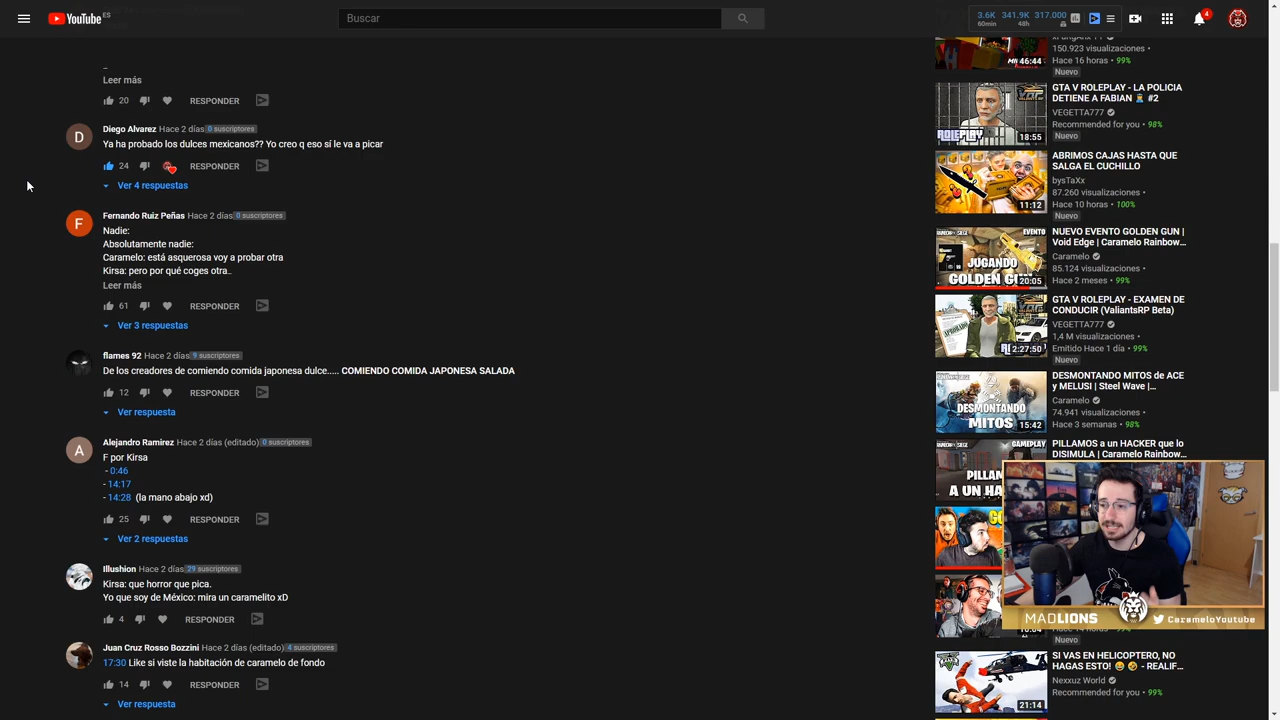 YouTube ES
Buscar
3.6K 341.9K 317.000
60min 48h
4
Leer más
20 RESPONDER
Diego Alvarez Hace 2 días 0 suscriptores
Ya ha probado los dulces mexicanos?? Yo creo q eso sí le va a picar
24 RESPONDER
Ver 4 respuestas
Fernando Ruiz Peñas Hace 2 días 0 suscriptores
Nadie:
Absolutamente nadie:
Caramelo: esta asquerosa voy a probar otra
Kirsa: pero por qué coges otra..
Leer más
61 RESPONDER
Ver 3 respuestas
flames 92 Hace 2 días 9 suscriptores
De los creadores de comiendo comida japonesa dulce..... COMIENDO COMIDA JAPONESA SALADA
12 RESPONDER
Ver respuesta
Alejandro Ramirez Hace 2 días (editado) 0 suscriptores
F por Kirsa
- 0:46
- 14:17
- 14:28 (la mano abajo xd)
25 RESPONDER
Ver 2 respuestas
Illushion Hace 2 días 29 suscriptores
Kirsa: que horror que pica.
Yo que soy de México: mira un caramelito xD
4 RESPONDER
Juan Cruz Rosso Bozzini Hace 2 días (editado) 4 suscriptores
17:30 Like si viste la habitación de caramelo de fondo
14 RESPONDER
Ver respuesta
46:44
150.923 visualizaciones •
Hace 16 horas • 99%
Nuevo
ROLEPLAY
18:55
GTA V ROLEPLAY - LA POLICIA
DETIENE A FABIAN 👮 #2
VEGETTA777
Recommended for you • 98%
Nuevo
11:12
ABRIMOS CAJAS HASTA QUE
SALGA EL CUCHILLO
bysTaXx
87.260 visualizaciones •
Hace 10 horas • 100%
Nuevo
EVENTO
JUGANDO
GOLDEN GUN
20:05
NUEVO EVENTO GOLDEN GUN |
Void Edge | Caramelo Rainbow...
Caramelo
85.124 visualizaciones •
Hace 2 meses • 99%
2:27:50
GTA V ROLEPLAY - EXAMEN DE
CONDUCIR (ValiantsRP Beta)
VEGETTA777
1,4 M visualizaciones •
Emitido Hace 1 día • 99%
Nuevo
DESMONTANDO
MITOS
15:42
DESMONTANDO MITOS de ACE
y MELUSI | Steel Wave |...
Caramelo
74.941 visualizaciones •
Hace 3 semanas • 98%
GAMEPLAY
PILLAM
A UN HA
PILLAMOS a un HACKER que lo
DISIMULA | Caramelo Rainbow...
MADLIONS
CarameloYoutube
Nuevo
21:14
SI VAS EN HELICOPTERO, NO
HAGAS ESTO! 😄 🤣 - REALIF...
Nexxuz World
Recommended for you • 99%